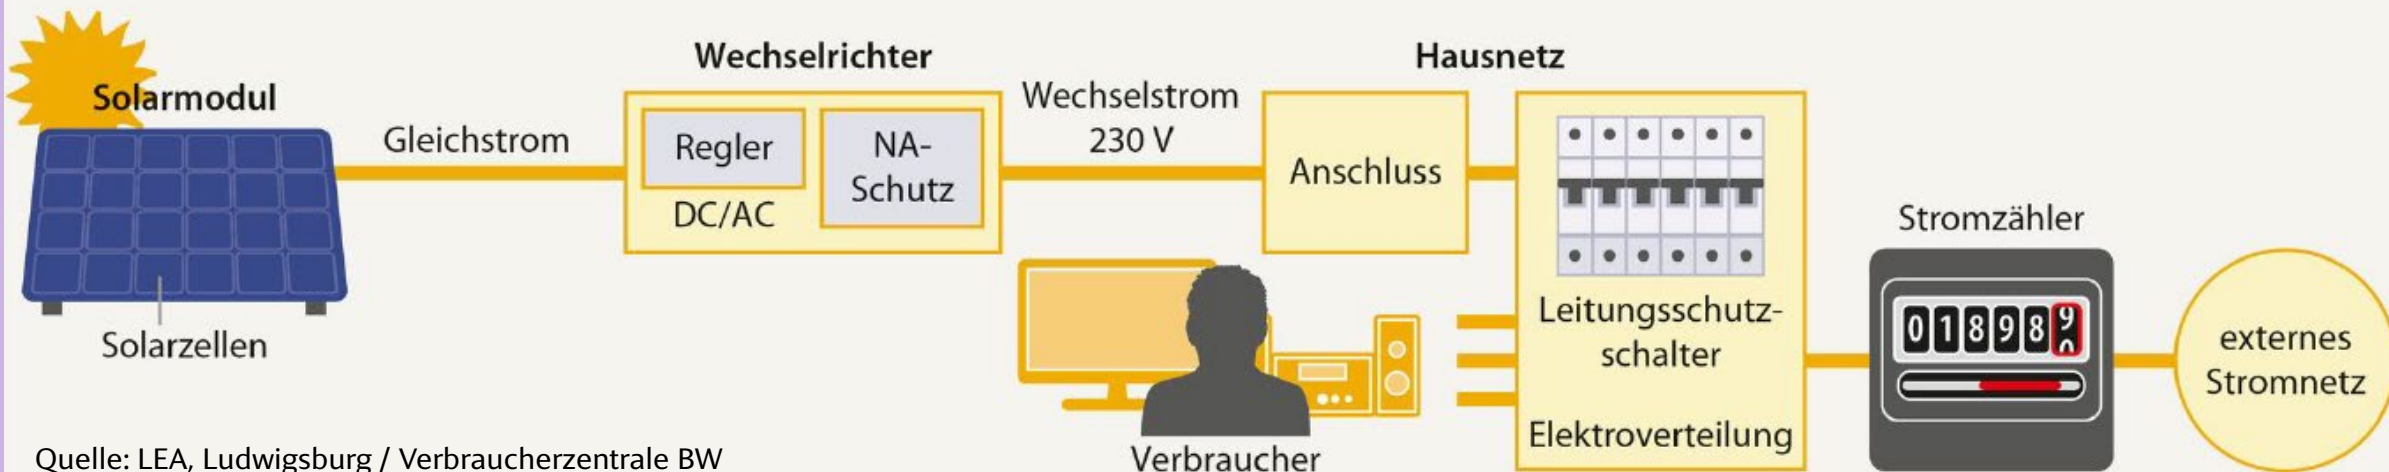 Solarmodul
Solarzellen
Gleichstrom
Wechselrichter
Regler
DC/AC
NA-
Schutz
Wechselstrom
230 V
Hausnetz
Anschluss
Leitungsschutz-
schalter
Elektroverteilung
Verbraucher
Stromzähler
01898
externes
Stromnetz
Quelle: LEA, Ludwigsburg / Verbraucherzentrale BW